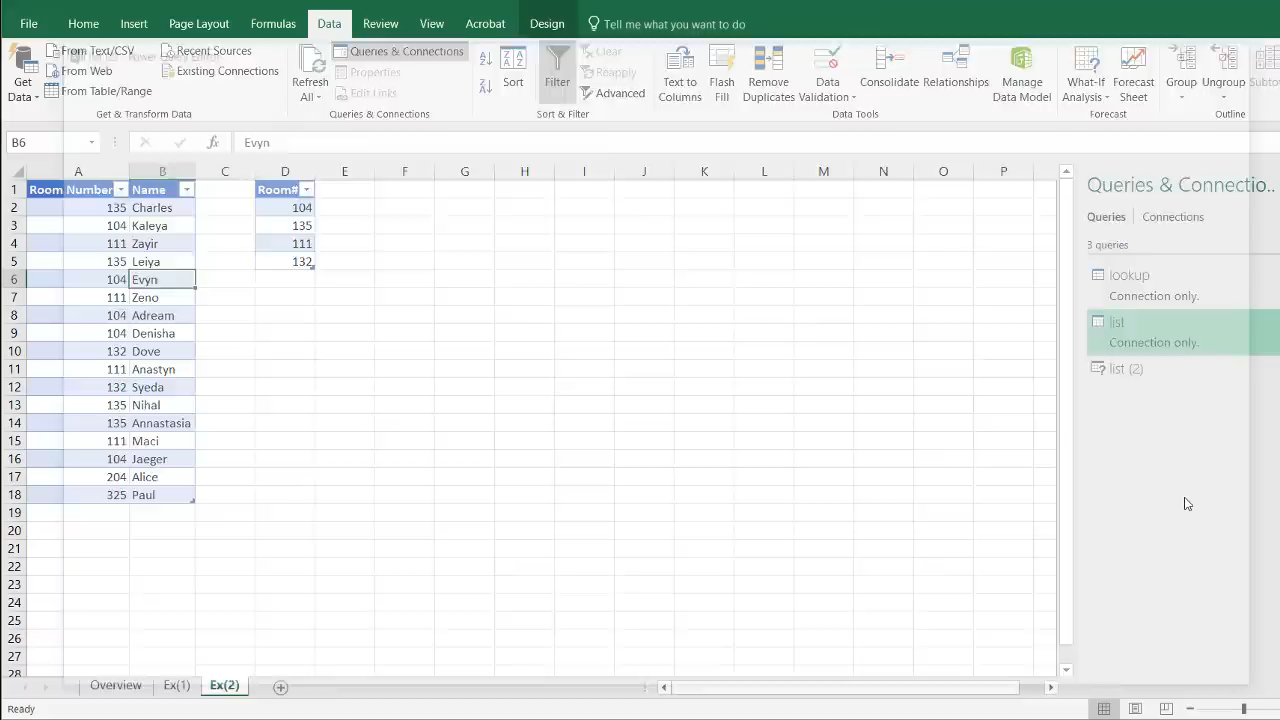 File Home Insert Page Layout Formulas Data Review View Acrobat Design Tell me what you want to do
From Text/CSV Recent Sources Queries & Connections Clear
From Web Existing Connections Properties Reapply
From Table/Range Edit Links Advanced
Get Data Refresh All Sort Filter Text to Columns Flash Fill Remove Duplicates Data Validation Consolidate Relationships Manage Data Model What-If Analysis Forecast Sheet Group Ungroup
Get & Transform Data Queries & Connections Sort & Filter Data Tools Forecast Outline
B6 fx Evyn
A B C D E F G H I J K L M N O P
1 Room Number Name Room#
2 135 Charles 104
3 104 Kaleya 135
4 111 Zayir 111
5 135 Leiya 132
6 104 Evyn
7 111 Zeno
8 104 Adream
9 104 Denisha
10 132 Dove
11 111 Anastyn
12 132 Syeda
13 135 Nihal
14 135 Annastasia
15 111 Maci
16 104 Jaeger
17 204 Alice
18 325 Paul
19
20
21
22
23
24
25
26
27
28
Queries & Connectio..
Queries Connections
3 queries
lookup
Connection only.
list
Connection only.
list (2)
Overview Ex(1) Ex(2)
Ready